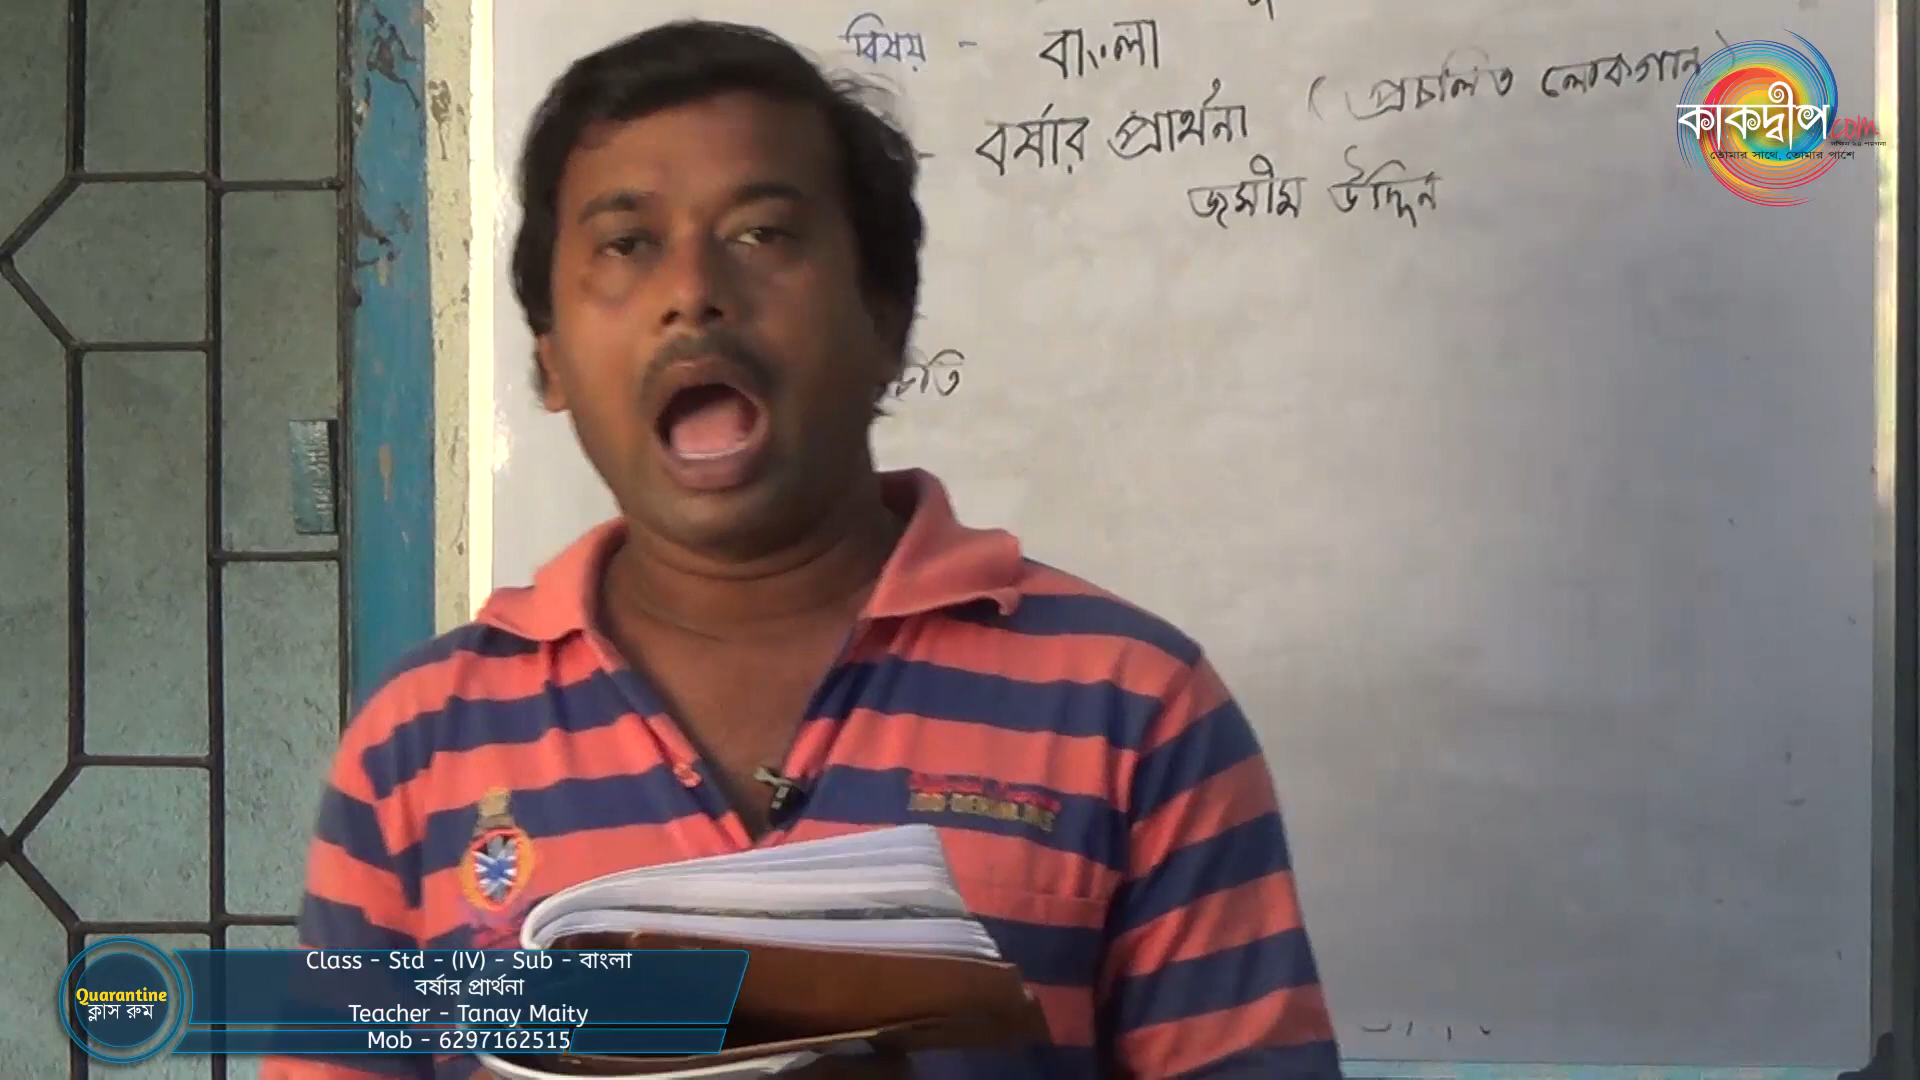 বিষয় - বাংলা
- বর্ষার প্রার্থনা (প্রচলিত লোকগান)
জসীম উদ্দিন
কাকদ্বীপ.com
তোমার সাথে, তোমার পাশে
Class - Std - (IV) - Sub - বাংলা
বর্ষার প্রার্থনা
Teacher - Tanay Maity
Mob - 6297162515
Quarantine
ক্লাস রুম